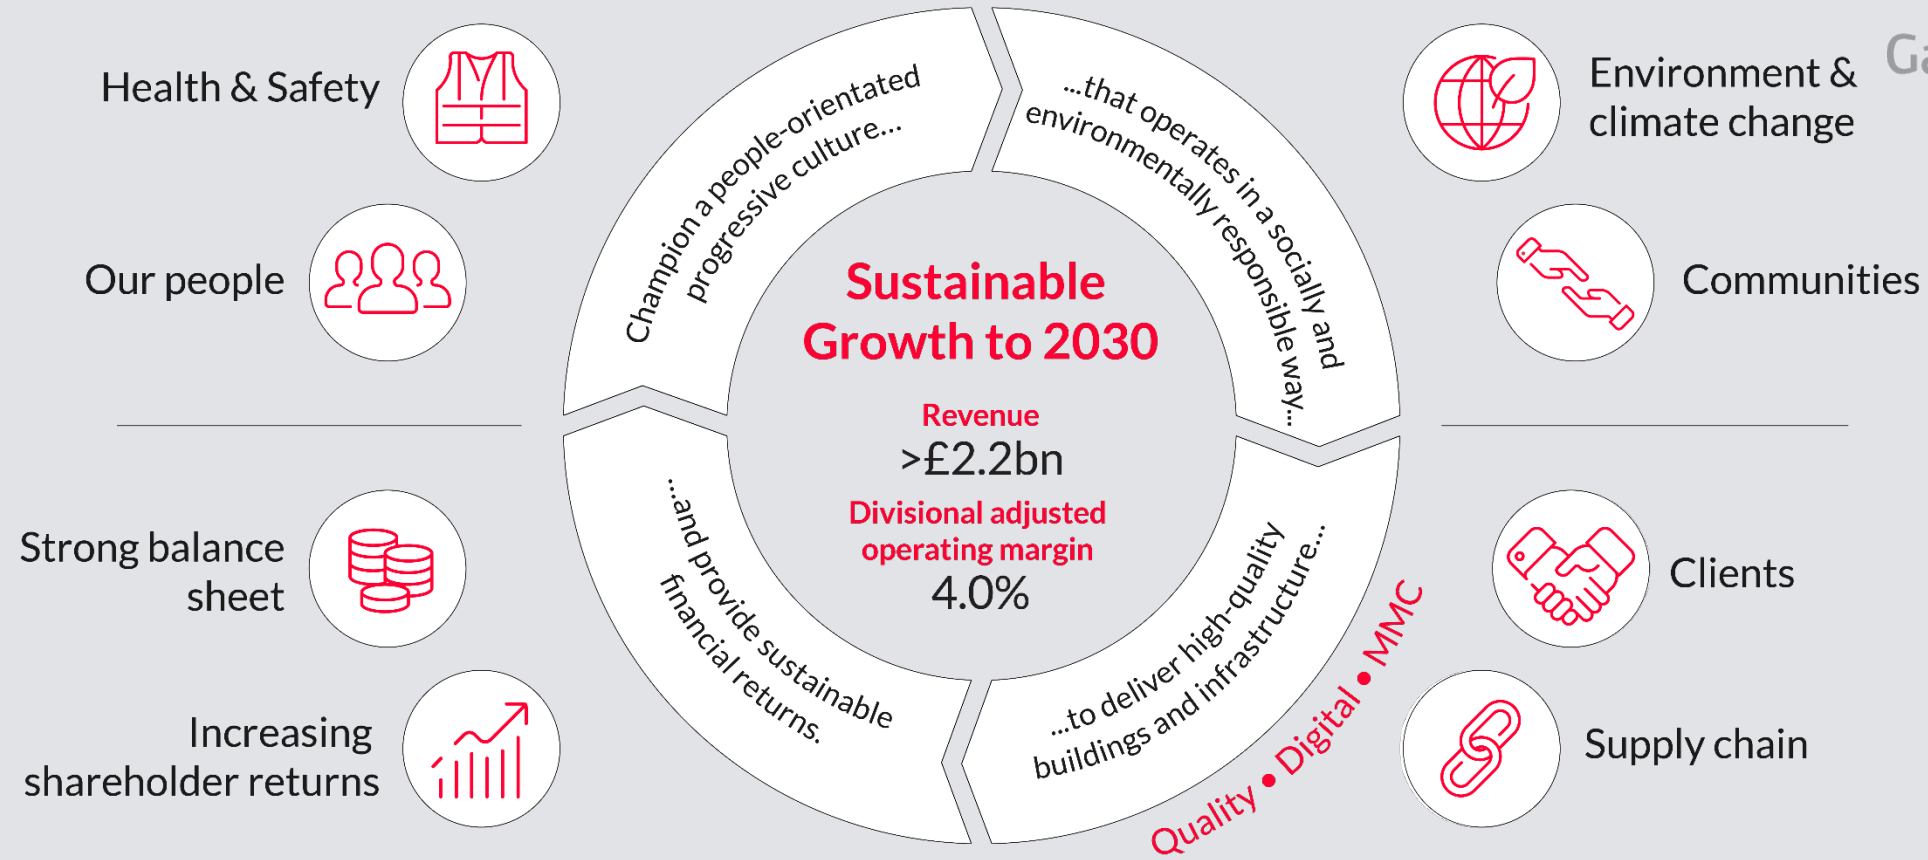 Health & Safety
Our people
Champion a people-orientated
progressive culture...
...that operates in a socially and
environmentally responsible way...
Environment &
climate change
Communities
Sustainable
Growth to 2030
Revenue
>£2.2bn
Divisional adjusted
operating margin
4.0%
Strong balance
sheet
Increasing
shareholder returns
...and provide sustainable
financial returns.
...to deliver high-quality
buildings and infrastructure...
Quality • Digital • MMC
Clients
Supply chain